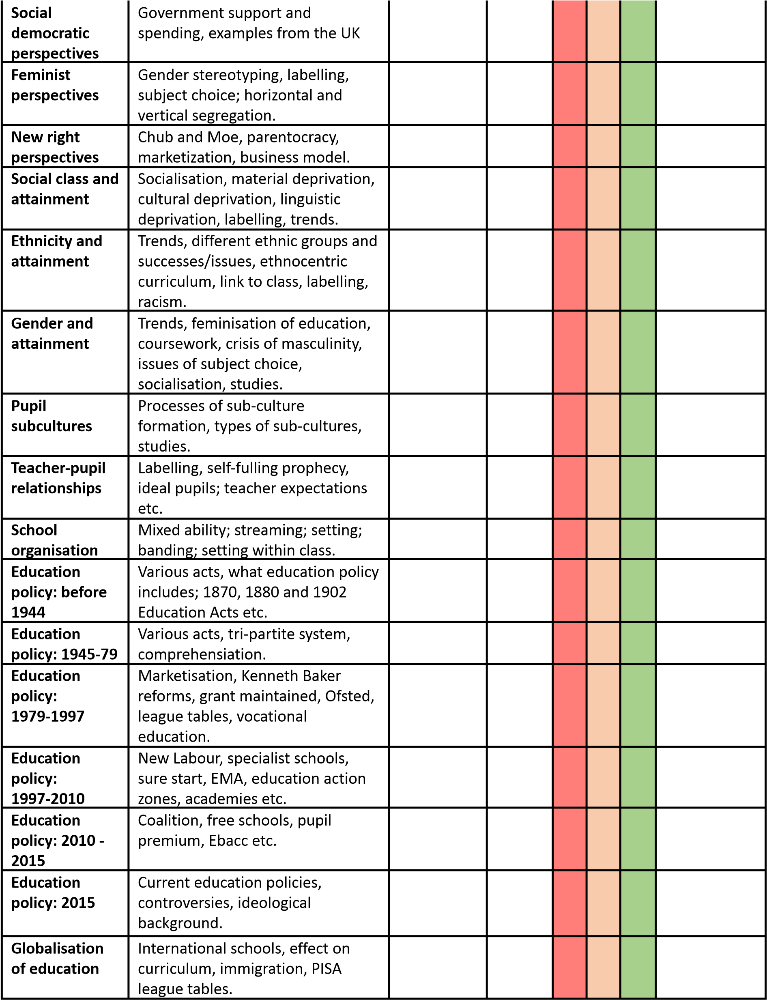 Social
democratic
perspectives
Government support and
spending, examples from the UK
Feminist
perspectives
Gender stereotyping, labelling,
subject choice; horizontal and
vertical segregation.
New right
perspectives
Chub and Moe, parentocracy,
marketization, business model.
Social class and
attainment
Socialisation, material deprivation,
cultural deprivation, linguistic
deprivation, labelling, trends.
Ethnicity and
attainment
Trends, different ethnic groups and
successes/issues, ethnocentric
curriculum, link to class, labelling,
racism.
Gender and
attainment
Trends, feminisation of education,
coursework, crisis of masculinity,
issues of subject choice,
socialisation, studies.
Pupil
subcultures
Processes of sub-culture
formation, types of sub-cultures,
studies.
Teacher-pupil
relationships
Labelling, self-fulling prophecy,
ideal pupils; teacher expectations
etc.
School
organisation
Mixed ability; streaming; setting;
banding; setting within class.
Education
policy: before
1944
Various acts, what education policy
includes; 1870, 1880 and 1902
Education Acts etc.
Education
policy: 1945-79
Various acts, tri-partite system,
comprehensiation.
Education
policy:
1979-1997
Marketisation, Kenneth Baker
reforms, grant maintained, Ofsted,
league tables, vocational
education.
Education
policy:
1997-2010
New Labour, specialist schools,
sure start, EMA, education action
zones, academies etc.
Education
policy: 2010 -
2015
Coalition, free schools, pupil
premium, Ebacc etc.
Education
policy: 2015
Current education policies,
controversies, ideological
background.
Globalisation
of education
International schools, effect on
curriculum, immigration, PISA
league tables.